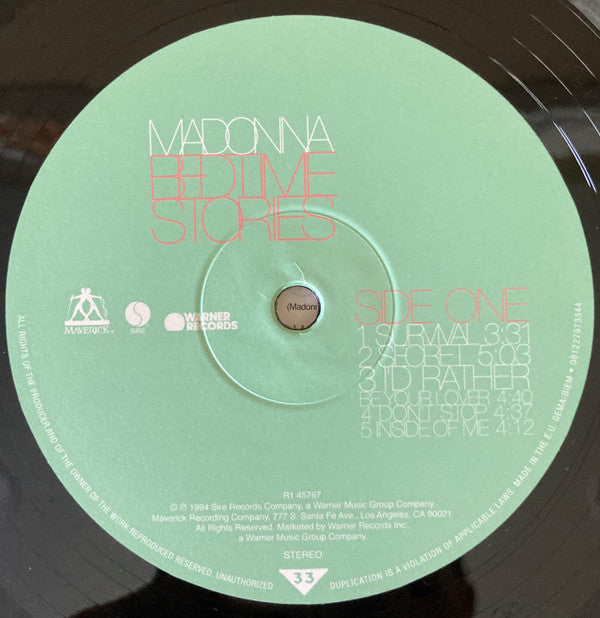 MADONNA
BEDTIME
STORIES
(Madonn
MAVERICK
SIRE
WARNER
RECORDS
SIDE ONE
1 SURVIVAL 3:31
2 SECRET 5:03
3 I'D RATHER
BE YOUR LOVER 4:40
4 DON'T STOP 4:37
5 INSIDE OF ME 4:12
R1 45767
© ℗ 1994 Sire Records Company, a Warner Music Group Company.
Maverick Recording Company, 777 S. Santa Fe Ave., Los Angeles, CA 90021
All Rights Reserved. Marketed by Warner Records Inc.,
a Warner Music Group Company.
STEREO
33
ALL RIGHTS OF THE PRODUCER AND OF THE OWNER OF THE WORK REPRODUCED RESERVED. UNAUTHORIZED DUPLICATION IS A VIOLATION OF APPLICABLE LAWS. MADE IN THE E.U. GEMA/BIEM • 081227973544